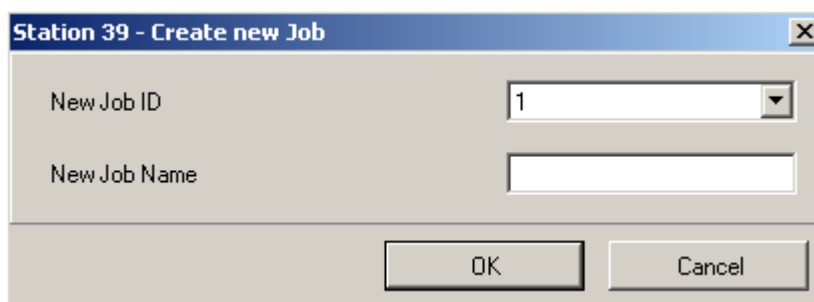 Station 39 - Create new Job
New Job ID 1
New Job Name
OK Cancel